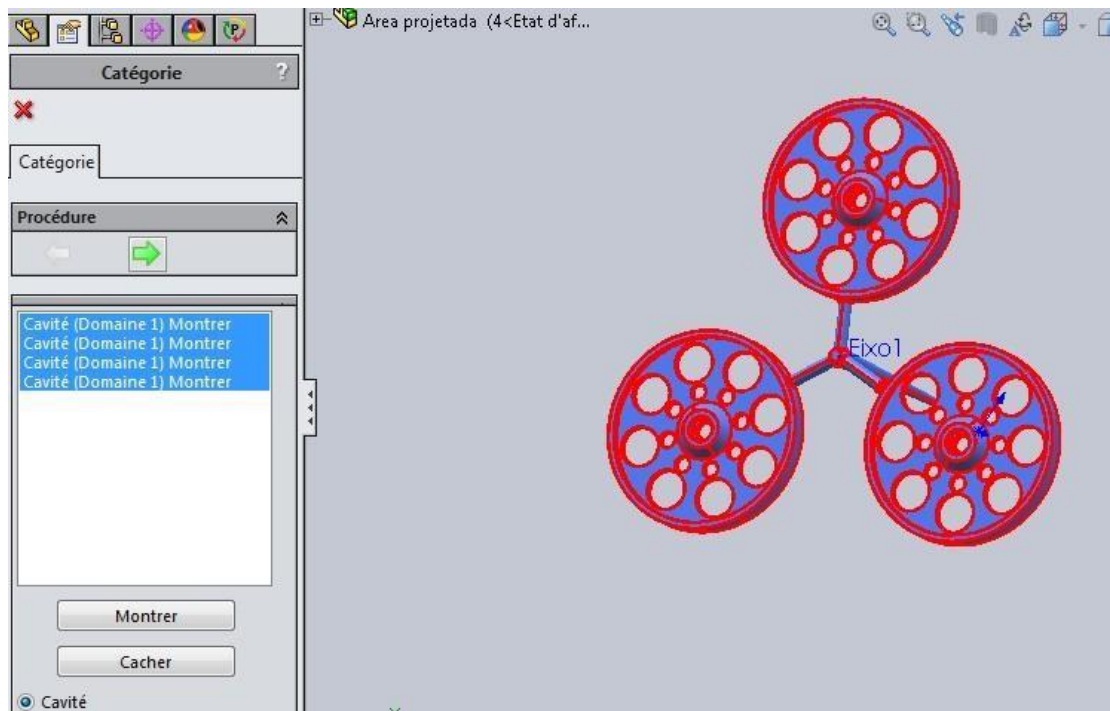 Area projetada (4<Etat d'af...
Catégorie
?
Catégorie
Procédure
Cavité (Domaine 1) Montrer
Cavité (Domaine 1) Montrer
Cavité (Domaine 1) Montrer
Cavité (Domaine 1) Montrer
Montrer
Cacher
Cavité
Eixo1